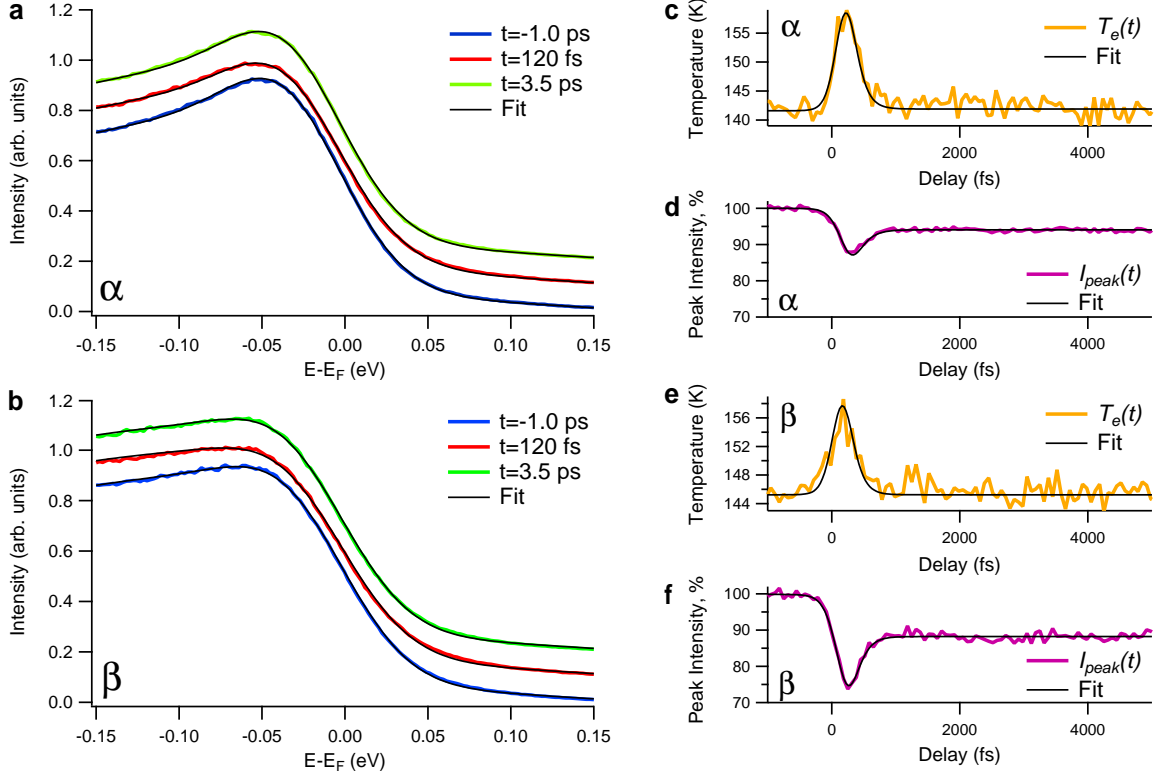 a
t=-1.0 ps
t=120 fs
t=3.5 ps
Fit
1.2
1.0
0.8
0.6
0.4
0.2
0.0
Intensity (arb. units)
α
-0.15
-0.10
-0.05
0.00
0.05
0.10
0.15
E-E_F (eV)
b
t=-1.0 ps
t=120 fs
t=3.5 ps
Fit
1.2
1.0
0.8
0.6
0.4
0.2
0.0
Intensity (arb. units)
β
-0.15
-0.10
-0.05
0.00
0.05
0.10
0.15
E-E_F (eV)
c
α
T_e(t)
Fit
155
150
145
140
Temperature (K)
0
2000
4000
Delay (fs)
d
100
90
80
70
Peak Intensity, %
I_peak(t)
Fit
α
0
2000
4000
Delay (fs)
e
β
T_e(t)
Fit
156
152
148
144
Temperature (K)
0
2000
4000
Delay (fs)
f
100
90
80
70
Peak Intensity, %
I_peak(t)
Fit
β
0
2000
4000
Delay (fs)